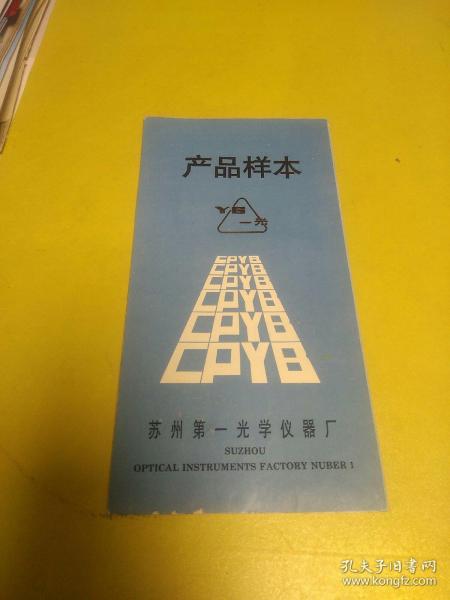 产品样本
YG
一光
CPYB
CPYB
CPYB
CPYB
CPYB
CPYB
苏州第一光学仪器厂
SUZHOU
OPTICAL INSTRUMENTS FACTORY NUBER 1
孔夫子旧书网
www.kongfz.com